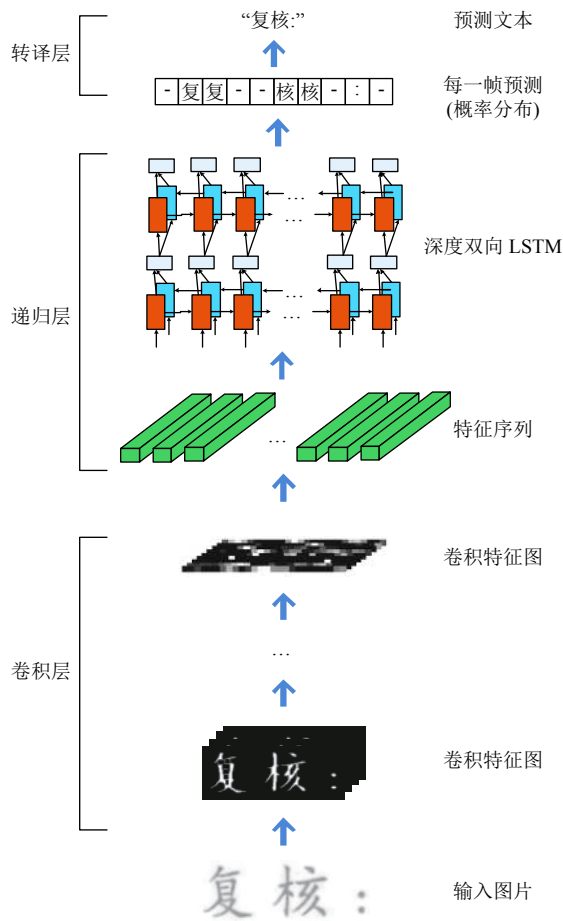 “复核:” 预测文本
转译层
- 复 复 - - 核 核 - : - 每一帧预测
(概率分布)
…
…
深度双向 LSTM
…
…
递归层
… 特征序列
卷积特征图
…
卷积层
复 核 : 卷积特征图
复 核 : 输入图片